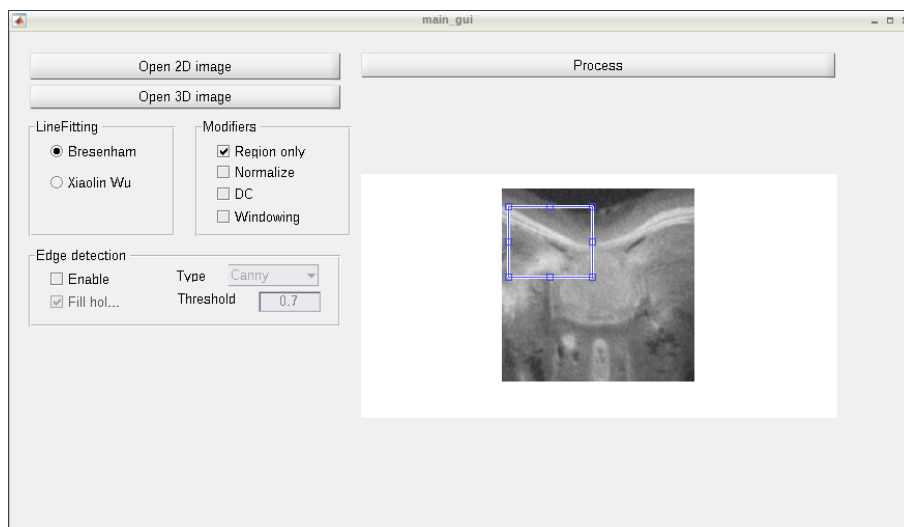 main_gui
Open 2D image
Process
Open 3D image
LineFitting
Modifiers
Bresenham
Region only
Xiaolin Wu
Normalize
DC
Windowing
Edge detection
Enable
Type
Canny
Fill hol...
Threshold
0.7